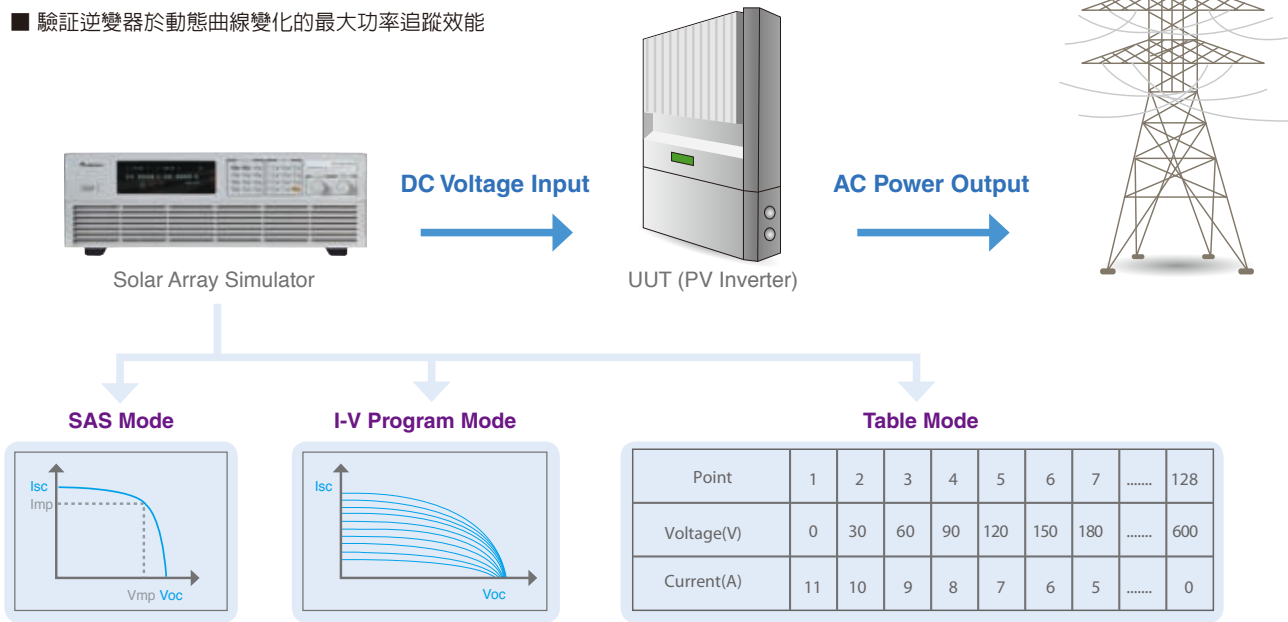 ■ 驗証逆變器於動態曲線變化的最大功率追蹤效能
DC Voltage Input
AC Power Output
Solar Array Simulator
UUT (PV Inverter)
SAS Mode
I-V Program Mode
Table Mode
Isc
Imp
Vmp Voc
Isc
Voc
Point 1 2 3 4 5 6 7 ....... 128
Voltage(V) 0 30 60 90 120 150 180 ....... 600
Current(A) 11 10 9 8 7 6 5 ....... 0